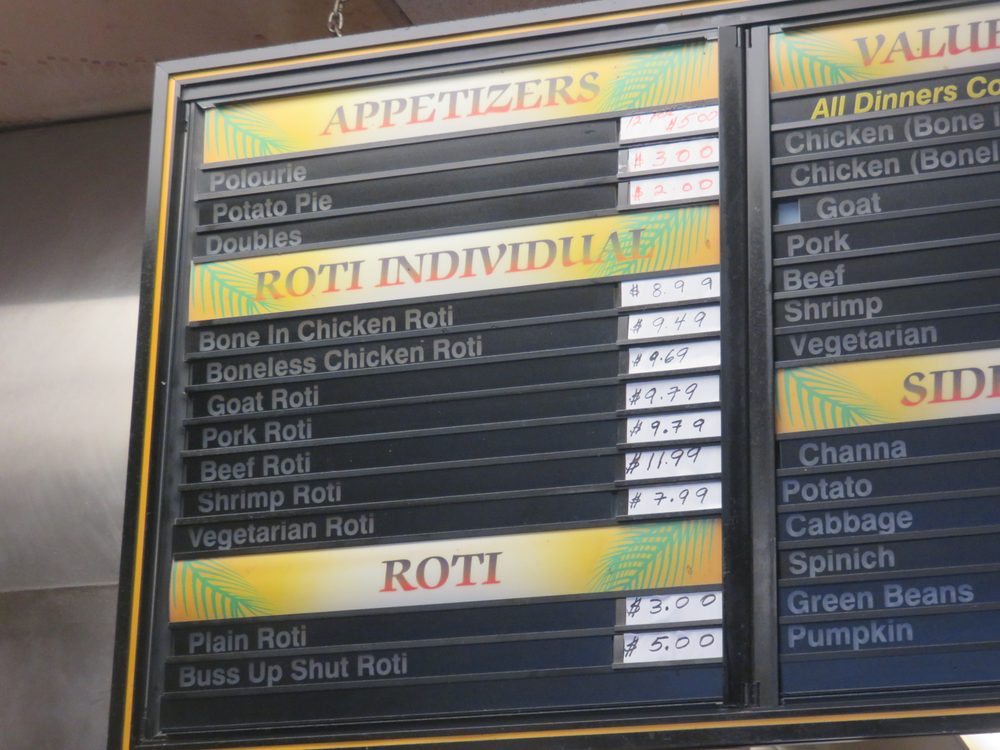 APPETIZERS
Polourie $5.00
Potato Pie $3.00
Doubles $2.00
ROTI INDIVIDUAL
Bone In Chicken Roti $8.99
Boneless Chicken Roti $9.49
Goat Roti $9.69
Pork Roti $9.79
Beef Roti $9.79
Shrimp Roti $11.99
Vegetarian Roti $7.99
ROTI
Plain Roti $3.00
Buss Up Shut Roti $5.00
All Dinners
Chicken (Bone
Chicken
Goat
Pork
Beef
Shrimp
Vegetarian
Channa
Potato
Cabbage
Spinich
Green Beans
Pumpkin